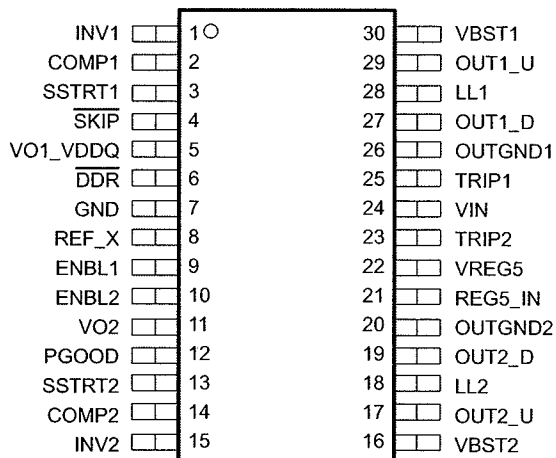 INV1 1 30 VBST1
COMP1 2 29 OUT1_U
SSTRT1 3 28 LL1
SKIP 4 27 OUT1_D
VO1_VDDQ 5 26 OUTGND1
DDR 6 25 TRIP1
GND 7 24 VIN
REF_X 8 23 TRIP2
ENBL1 9 22 VREG5
ENBL2 10 21 REG5_IN
VO2 11 20 OUTGND2
PGOOD 12 19 OUT2_D
SSTRT2 13 18 LL2
COMP2 14 17 OUT2_U
INV2 15 16 VBST2